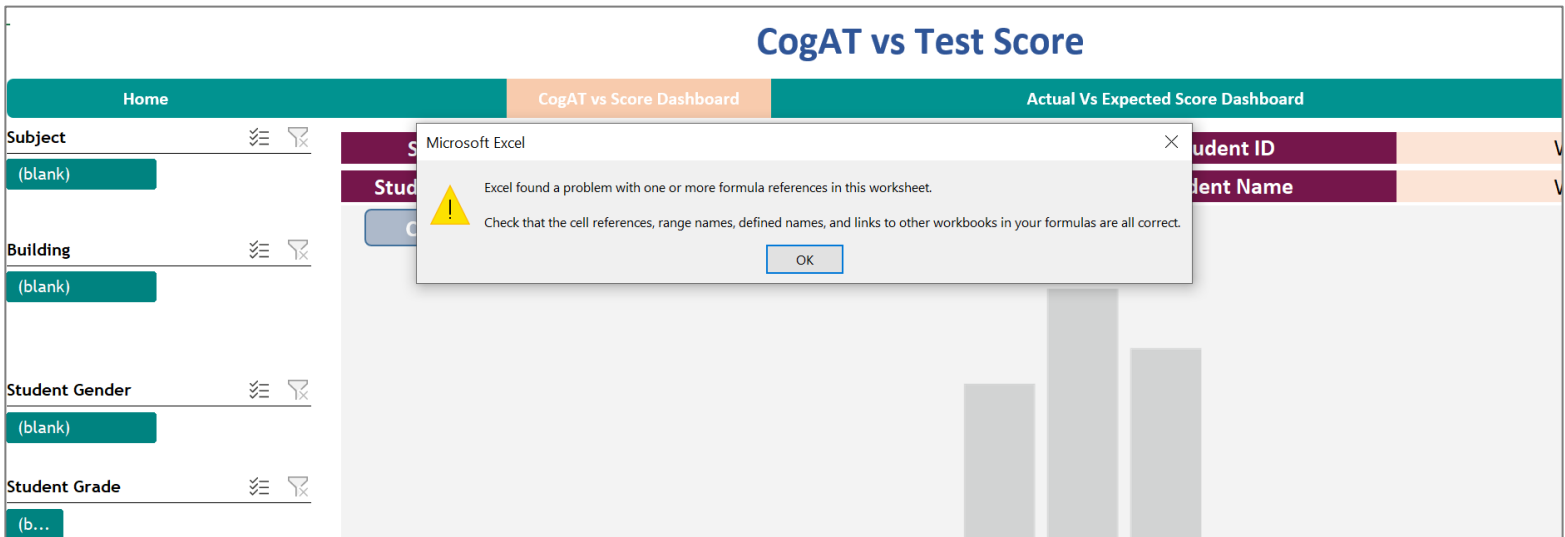 CogAT vs Test Score
Home
CogAT vs Score Dashboard
Actual Vs Expected Score Dashboard
Subject
(blank)
Building
(blank)
Student Gender
(blank)
Student Grade
(b...
Microsoft Excel
Excel found a problem with one or more formula references in this worksheet.
Check that the cell references, range names, defined names, and links to other workbooks in your formulas are all correct.
OK
S
udent ID
Stud
dent Name